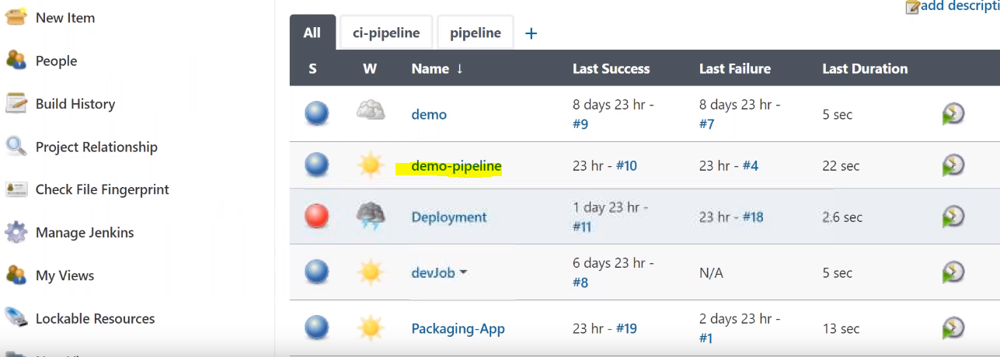 add descripti
New Item
People
Build History
Project Relationship
Check File Fingerprint
Manage Jenkins
My Views
Lockable Resources
All ci-pipeline pipeline +
S W Name ↓ Last Success Last Failure Last Duration
demo 8 days 23 hr - #9 8 days 23 hr - #7 5 sec
demo-pipeline 23 hr - #10 23 hr - #4 22 sec
Deployment 1 day 23 hr - #11 23 hr - #18 2.6 sec
devJob 6 days 23 hr - #8 N/A 5 sec
Packaging-App 23 hr - #19 2 days 23 hr - #1 13 sec